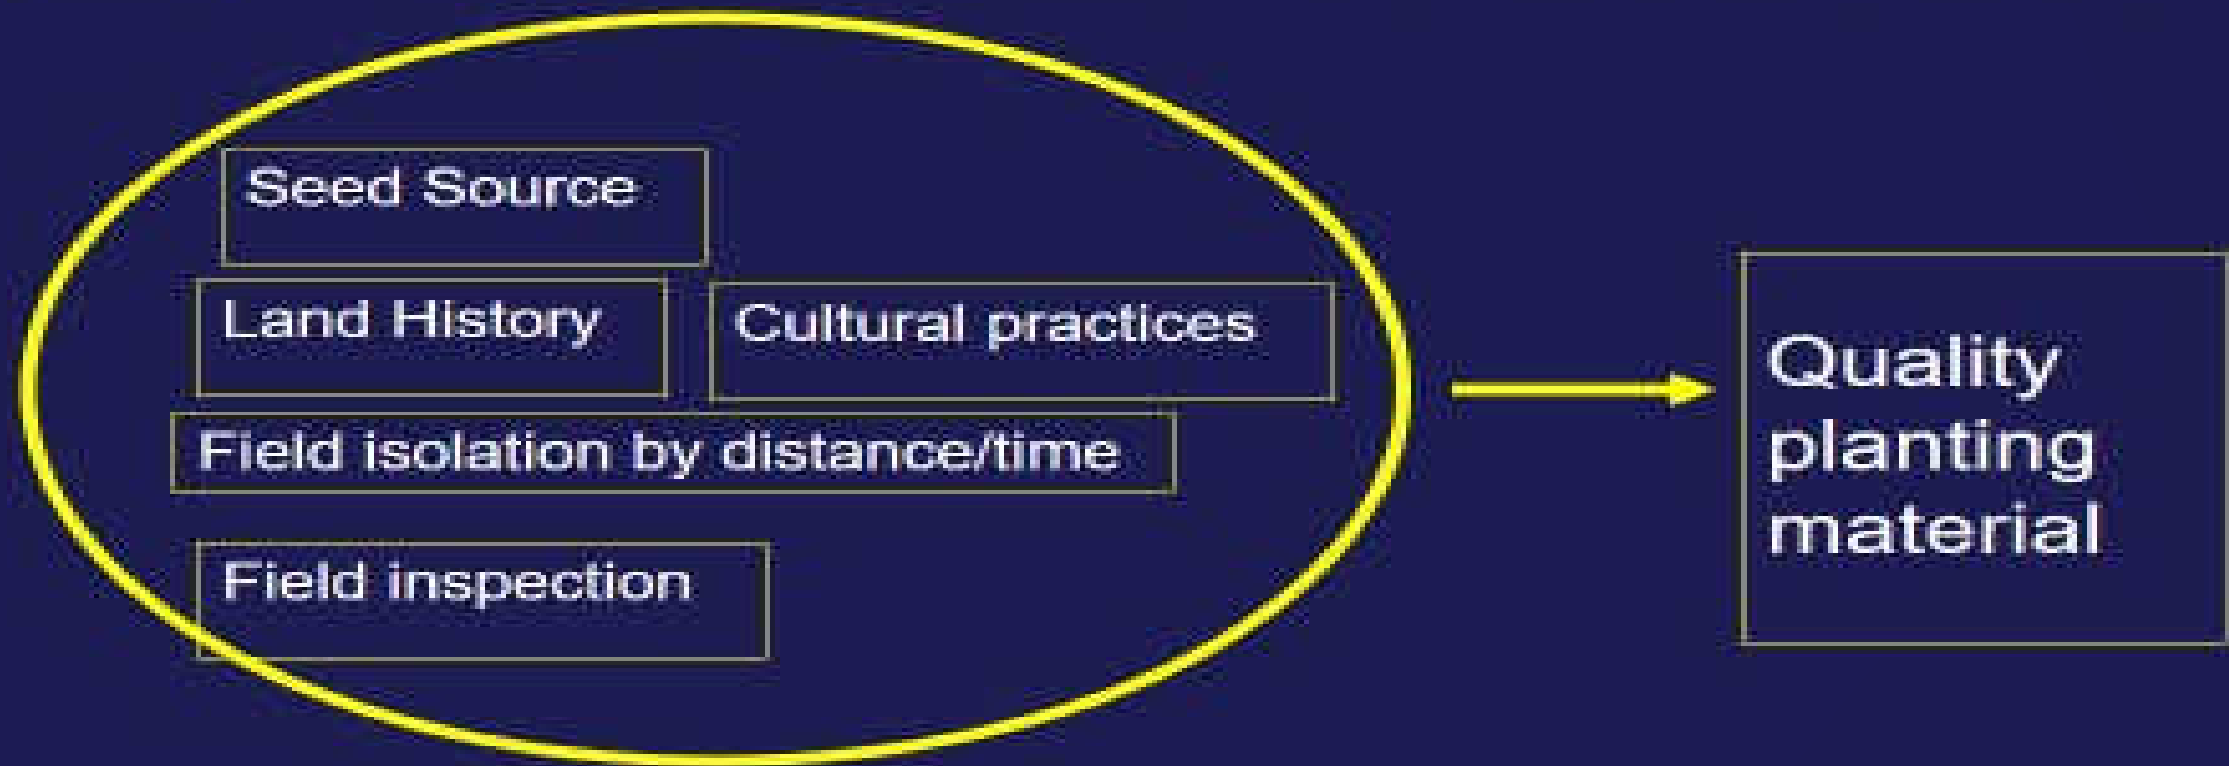 Seed Source
Land History
Cultural practices
Field isolation by distance/time
Field inspection
Quality
planting
material